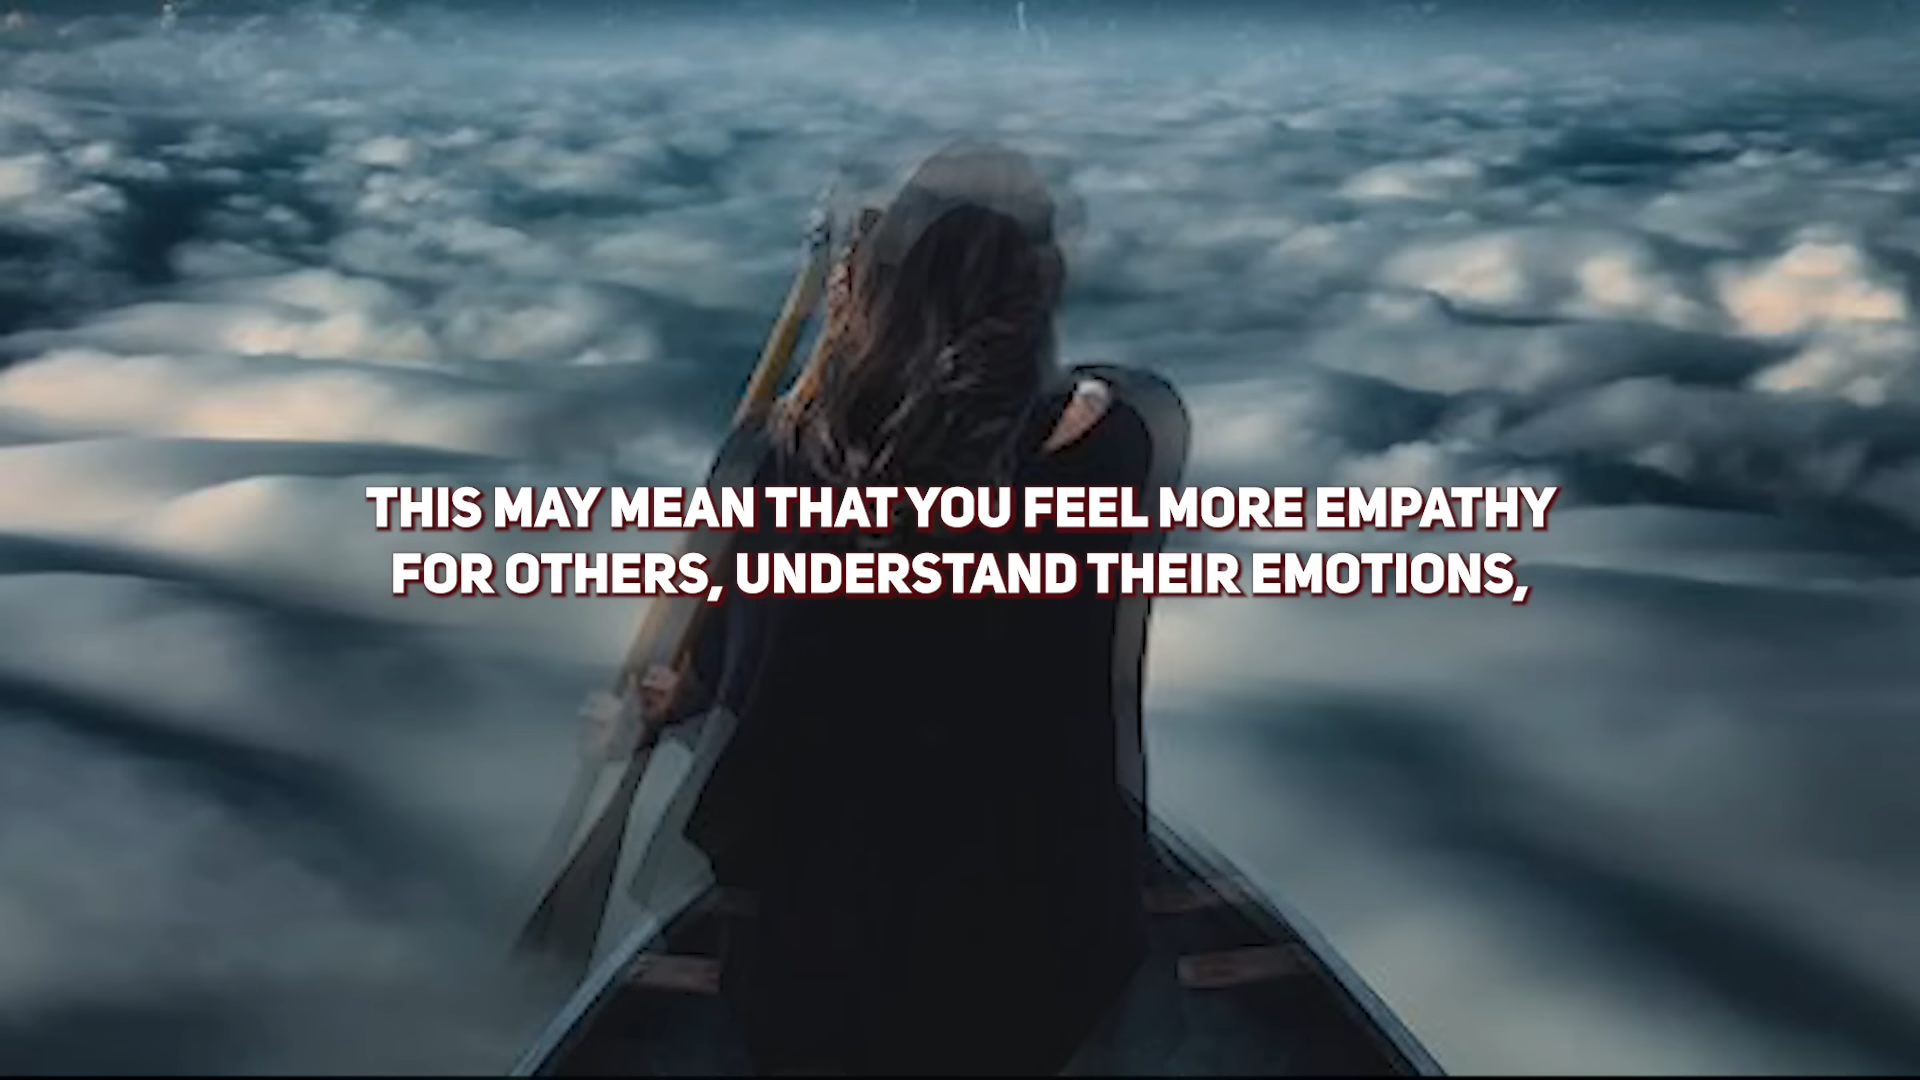 THIS MAY MEAN THAT YOU FEEL MORE EMPATHY
FOR OTHERS, UNDERSTAND THEIR EMOTIONS,